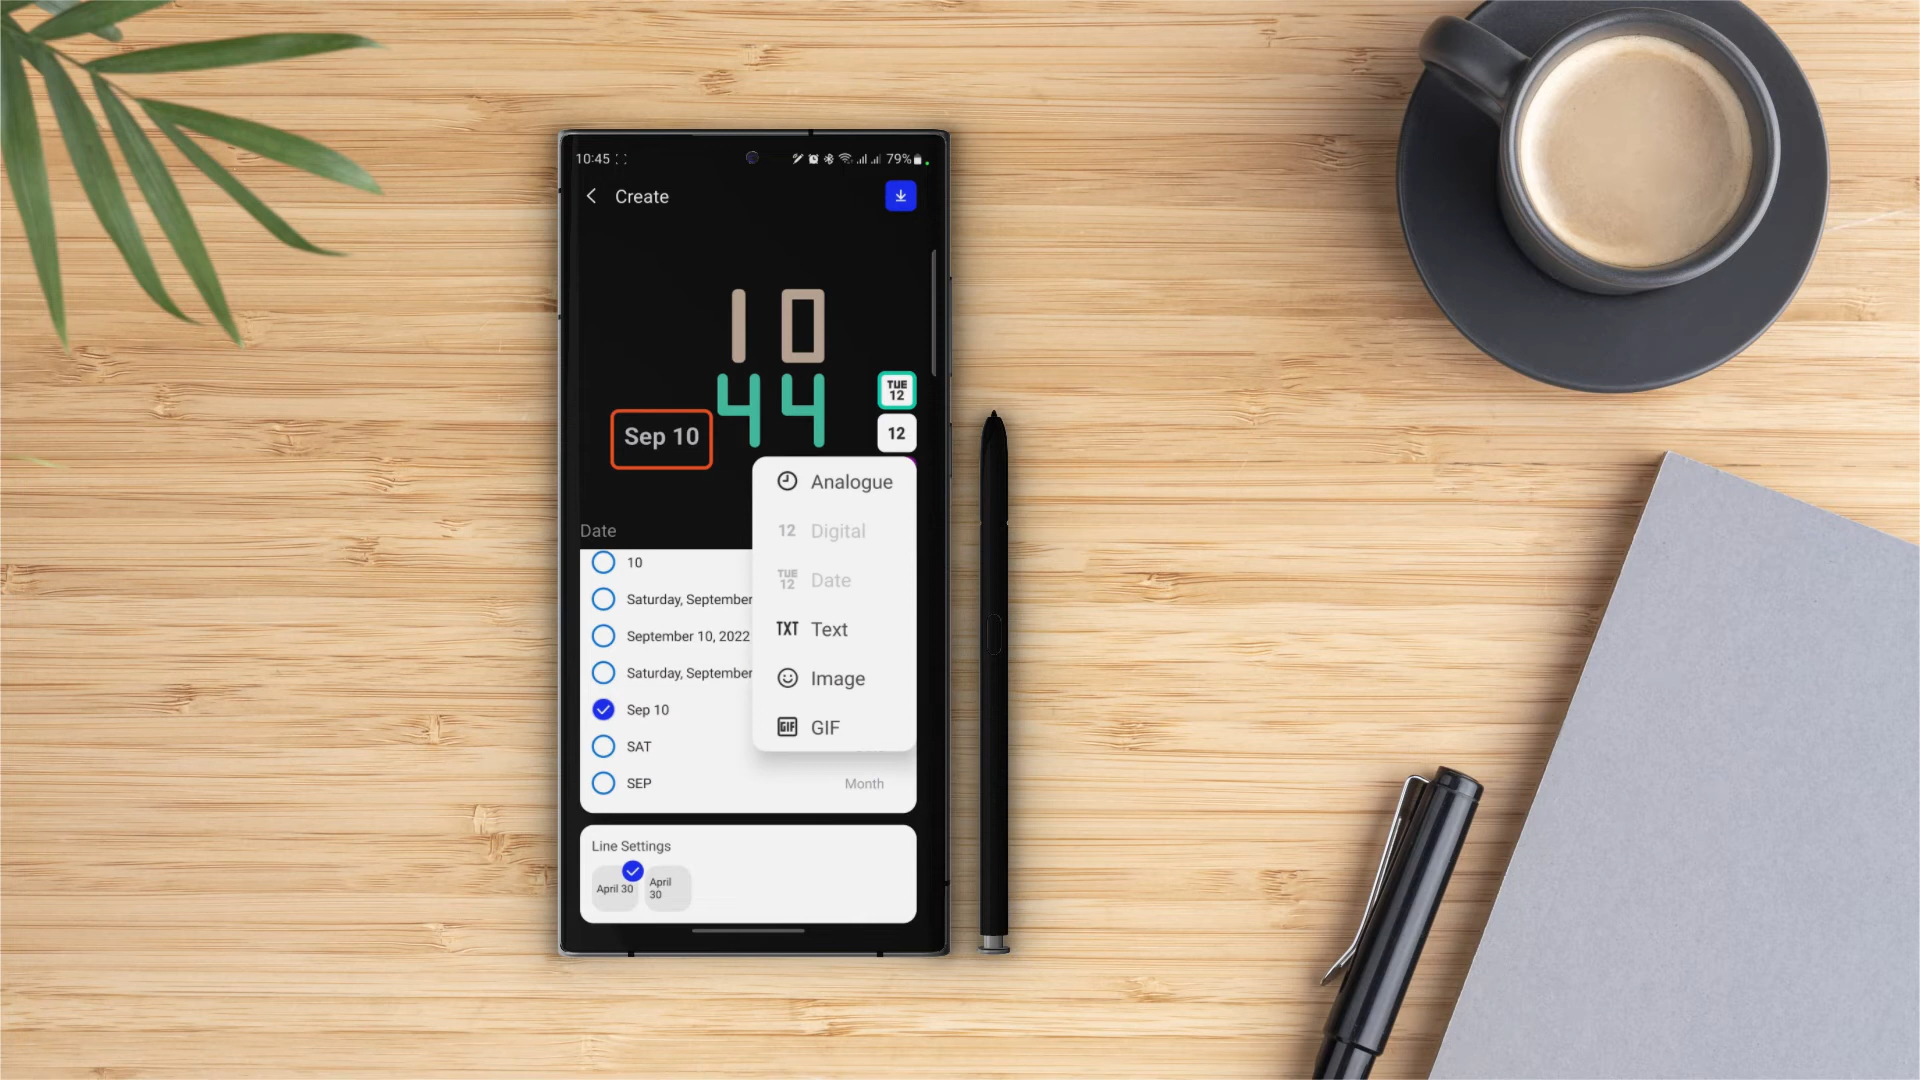 10:45
79%
Create
10
44
TUE
12
12
Sep 10
Analogue
12 Digital
TUE
12
Date
TXT Text
Image
GIF GIF
Date
10
Saturday, September
September 10, 2022
Saturday, September
Sep 10
SAT
SEP
Month
Line Settings
April 30
April
30